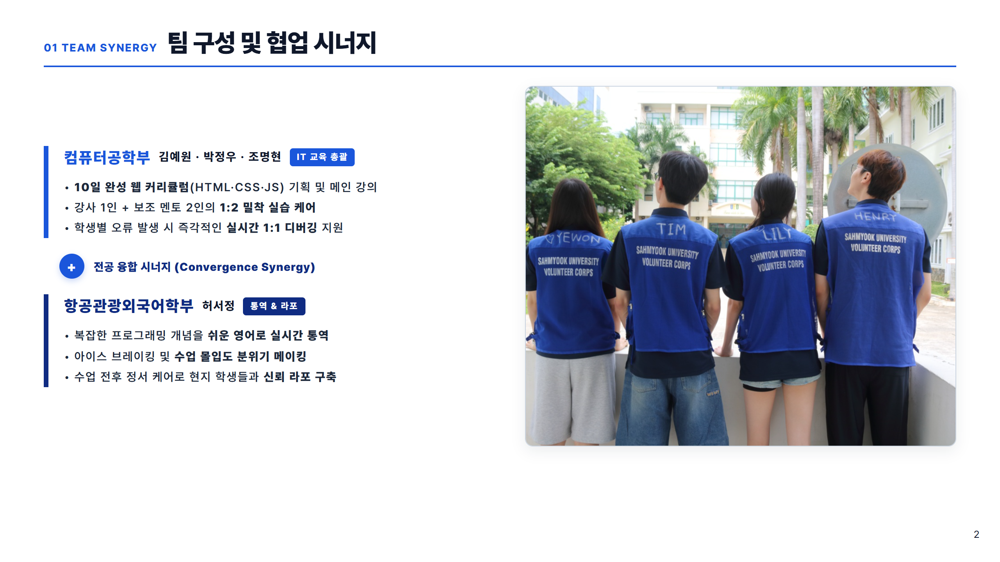 01 TEAM SYNERGY 팀 구성 및 협업 시너지
컴퓨터공학부 김예원 · 박정우 · 조명현 IT 교육 총괄
• 10일 완성 웹 커리큘럼(HTML·CSS·JS) 기획 및 메인 강의
• 강사 1인 + 보조 멘토 2인의 1:2 밀착 실습 케어
• 학생별 오류 발생 시 즉각적인 실시간 1:1 디버깅 지원
+ 전공 융합 시너지 (Convergence Synergy)
항공관광외국어학부 허서정 통역 & 라포
• 복잡한 프로그래밍 개념을 쉬운 영어로 실시간 통역
• 아이스 브레이킹 및 수업 몰입도 분위기 메이킹
• 수업 전후 정서 케어로 현지 학생들과 신뢰 라포 구축
♡YEWON
SAHMYOOK UNIVERSITY
VOLUNTEER CORPS
TIM
SAHMYOOK UNIVERSITY
VOLUNTEER CORPS
♡LILY
SAHMYOOK UNIVERSITY
VOLUNTEER CORPS
HENRY
SAHMYOOK UNIVERSITY
VOLUNTEER CORPS
2